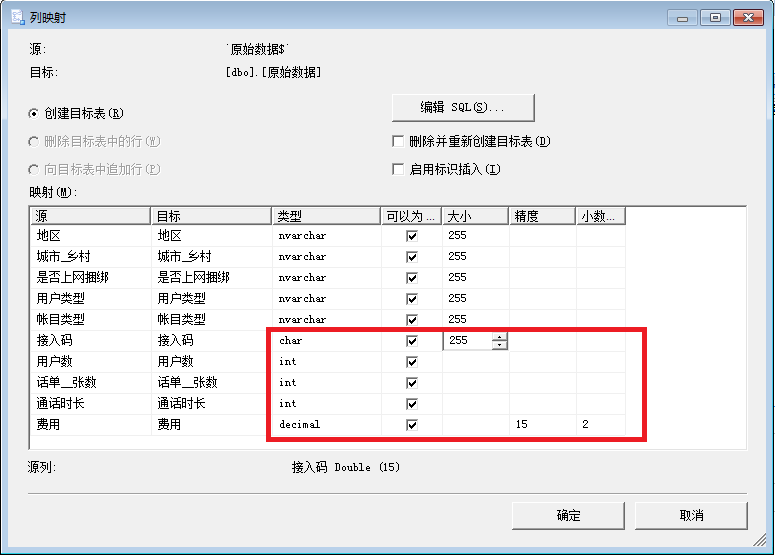 列映射
源: `原始数据$`
目标: [dbo].[原始数据]
创建目标表(R) 编辑 SQL(S)...
删除目标表中的行(W) 删除并重新创建目标表(D)
向目标表中追加行(P) 启用标识插入(I)
映射(M):
源 目标 类型 可以为 ... 大小 精度 小数...
地区 地区 nvarchar 255
城市_乡村 城市_乡村 nvarchar 255
是否上网捆绑 是否上网捆绑 nvarchar 255
用户类型 用户类型 nvarchar 255
帐目类型 帐目类型 nvarchar 255
接入码 接入码 char 255
用户数 用户数 int
话单__张数 话单__张数 int
通话时长 通话时长 int
费用 费用 decimal 15 2
源列: 接入码 Double (15)
确定 取消